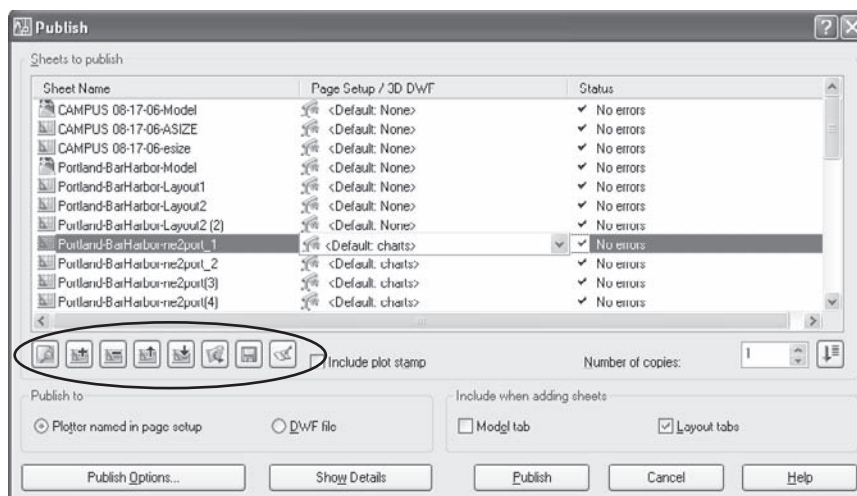 Publish
Sheets to publish
Sheet Name Page Setup / 3D DWF Status
CAMPUS 08-17-06-Model <Default: None> No errors
CAMPUS 08-17-06-ASIZE <Default: None> No errors
CAMPUS 08-17-06-esize <Default: None> No errors
Portland-BarHarbor-Model <Default: None> No errors
Portland-BarHarbor-Layout1 <Default: None> No errors
Portland-BarHarbor-Layout2 <Default: None> No errors
Portland-BarHarbor-Layout2 (2) <Default: None> No errors
Portland-BarHarbor-ne2port_1 <Default: charts> No errors
Portland-BarHarbor-ne2port_2 <Default: charts> No errors
Portland-BarHarbor-ne2port(3) <Default: charts> No errors
Portland-BarHarbor-ne2port(4) <Default: charts> No errors
Include plot stamp Number of copies: 1
Publish to Include when adding sheets
Plotter named in page setup DWF file Model tab Layout tabs
Publish Options... Show Details Publish Cancel Help